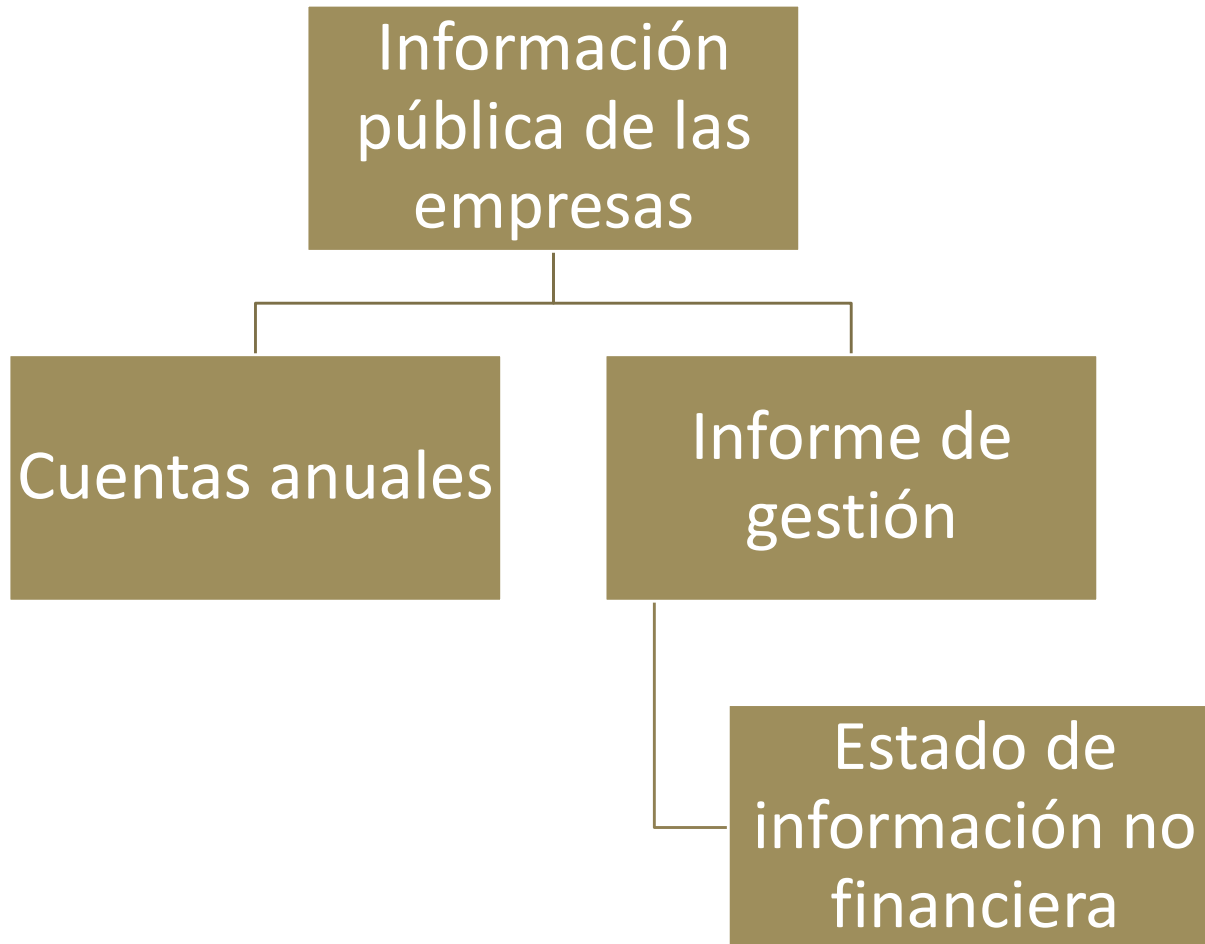 Información
pública de las
empresas
Cuentas anuales
Informe de
gestión
Estado de
información no
financiera